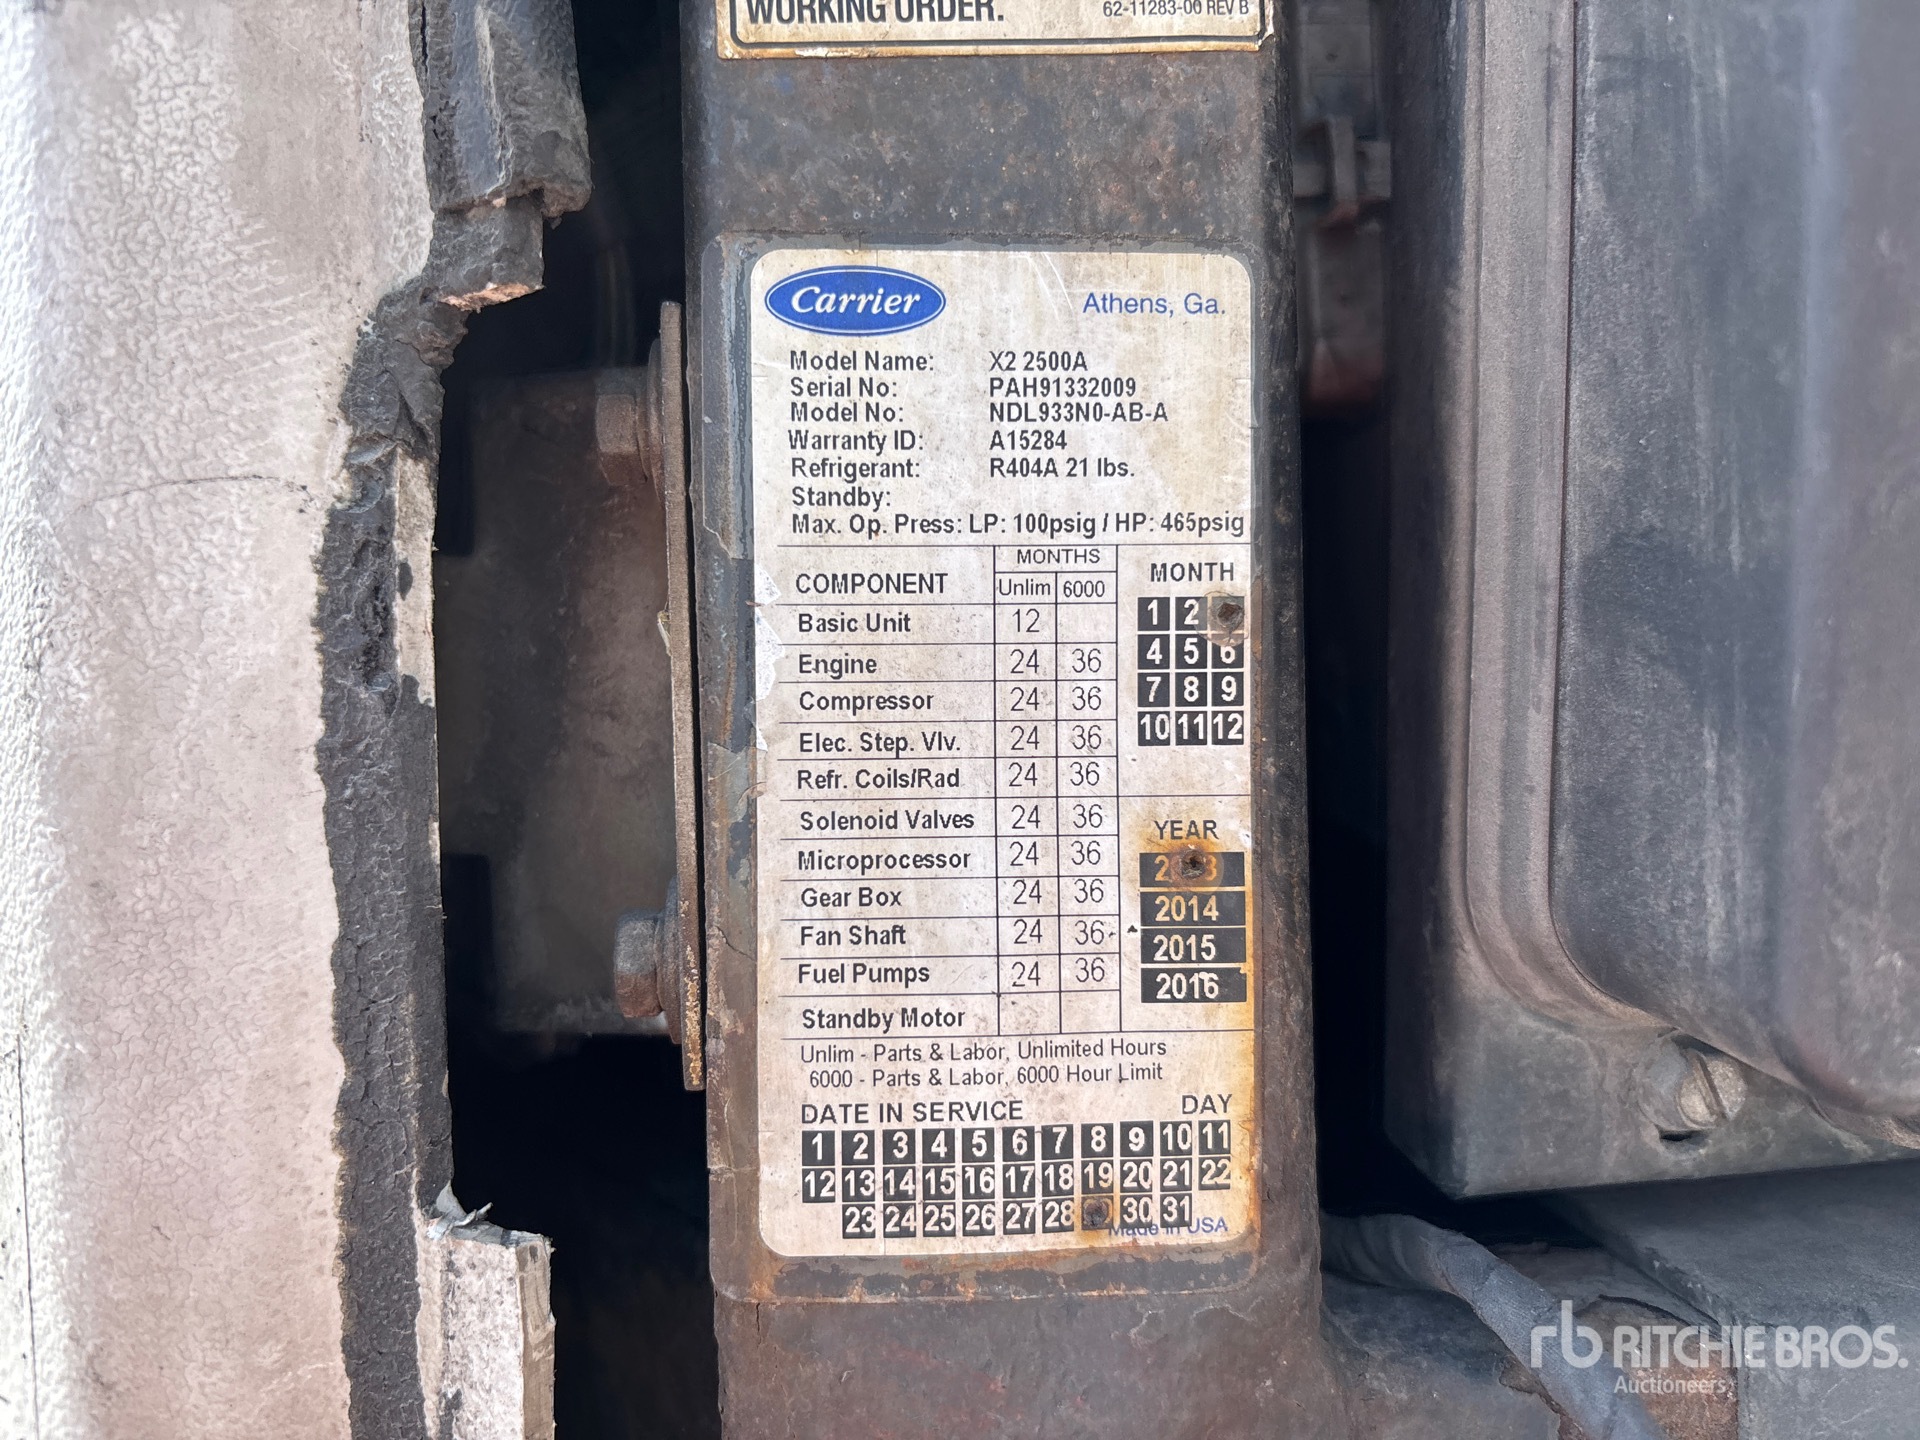 WORKING ORDER.
62-11283-00 REV B
Carrier
Athens, Ga.
Model Name: X2 2500A
Serial No: PAH91332009
Model No: NDL933N0-AB-A
Warranty ID: A15284
Refrigerant: R404A 21 lbs.
Standby:
Max. Op. Press: LP: 100psig / HP: 465psig
COMPONENT
MONTHS
Unlim 6000
Basic Unit 12
Engine 24 36
Compressor 24 36
Elec. Step. Vlv. 24 36
Refr. Coils/Rad 24 36
Solenoid Valves 24 36
Microprocessor 24 36
Gear Box 24 36
Fan Shaft 24 36
Fuel Pumps 24 36
Standby Motor
MONTH
1 2
4 5 6
7 8 9
10 11 12
YEAR
2014
2015
2016
Unlim - Parts & Labor, Unlimited Hours
6000 - Parts & Labor, 6000 Hour Limit
DATE IN SERVICE DAY
1 2 3 4 5 6 7 8 9 10 11
12 13 14 15 16 17 18 19 20 21 22
23 24 25 26 27 28 30 31
Made in USA
rb RITCHIE BROS.
Auctioneers